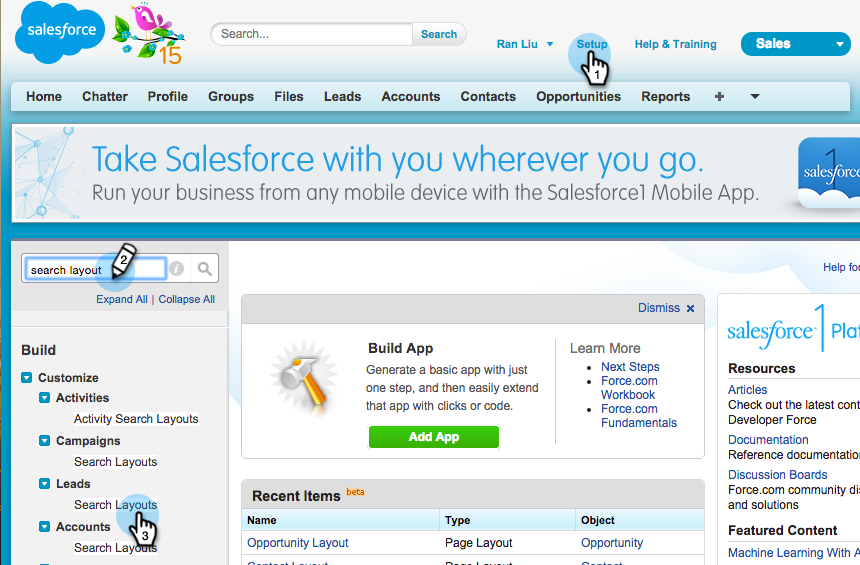 salesforce
15
Search...
Search
Ran Liu
Setup
Help & Training
Sales
1
Home Chatter Profile Groups Files Leads Accounts Contacts Opportunities Reports +
Take Salesforce with you wherever you go.
Run your business from any mobile device with the Salesforce1 Mobile App.
1
salesforce
search layout
2
i
Expand All | Collapse All
Help for
Build
Customize
Activities
Activity Search Layouts
Campaigns
Search Layouts
Leads
Search Layouts
3
Accounts
Search Layouts
Dismiss x
Build App
Generate a basic app with just
one step, and then easily extend
that app with clicks or code.
Add App
Learn More
• Next Steps
• Force.com
Workbook
• Force.com
Fundamentals
Recent Items beta
Name Type Object
Opportunity Layout Page Layout Opportunity
Contact Layout Page Layout Contact
salesforce1 Plat
Resources
Articles
Check out the latest cont
Developer Force
Documentation
Reference documentatio
Discussion Boards
Force.com community dis
and solutions
Featured Content
Machine Learning With A